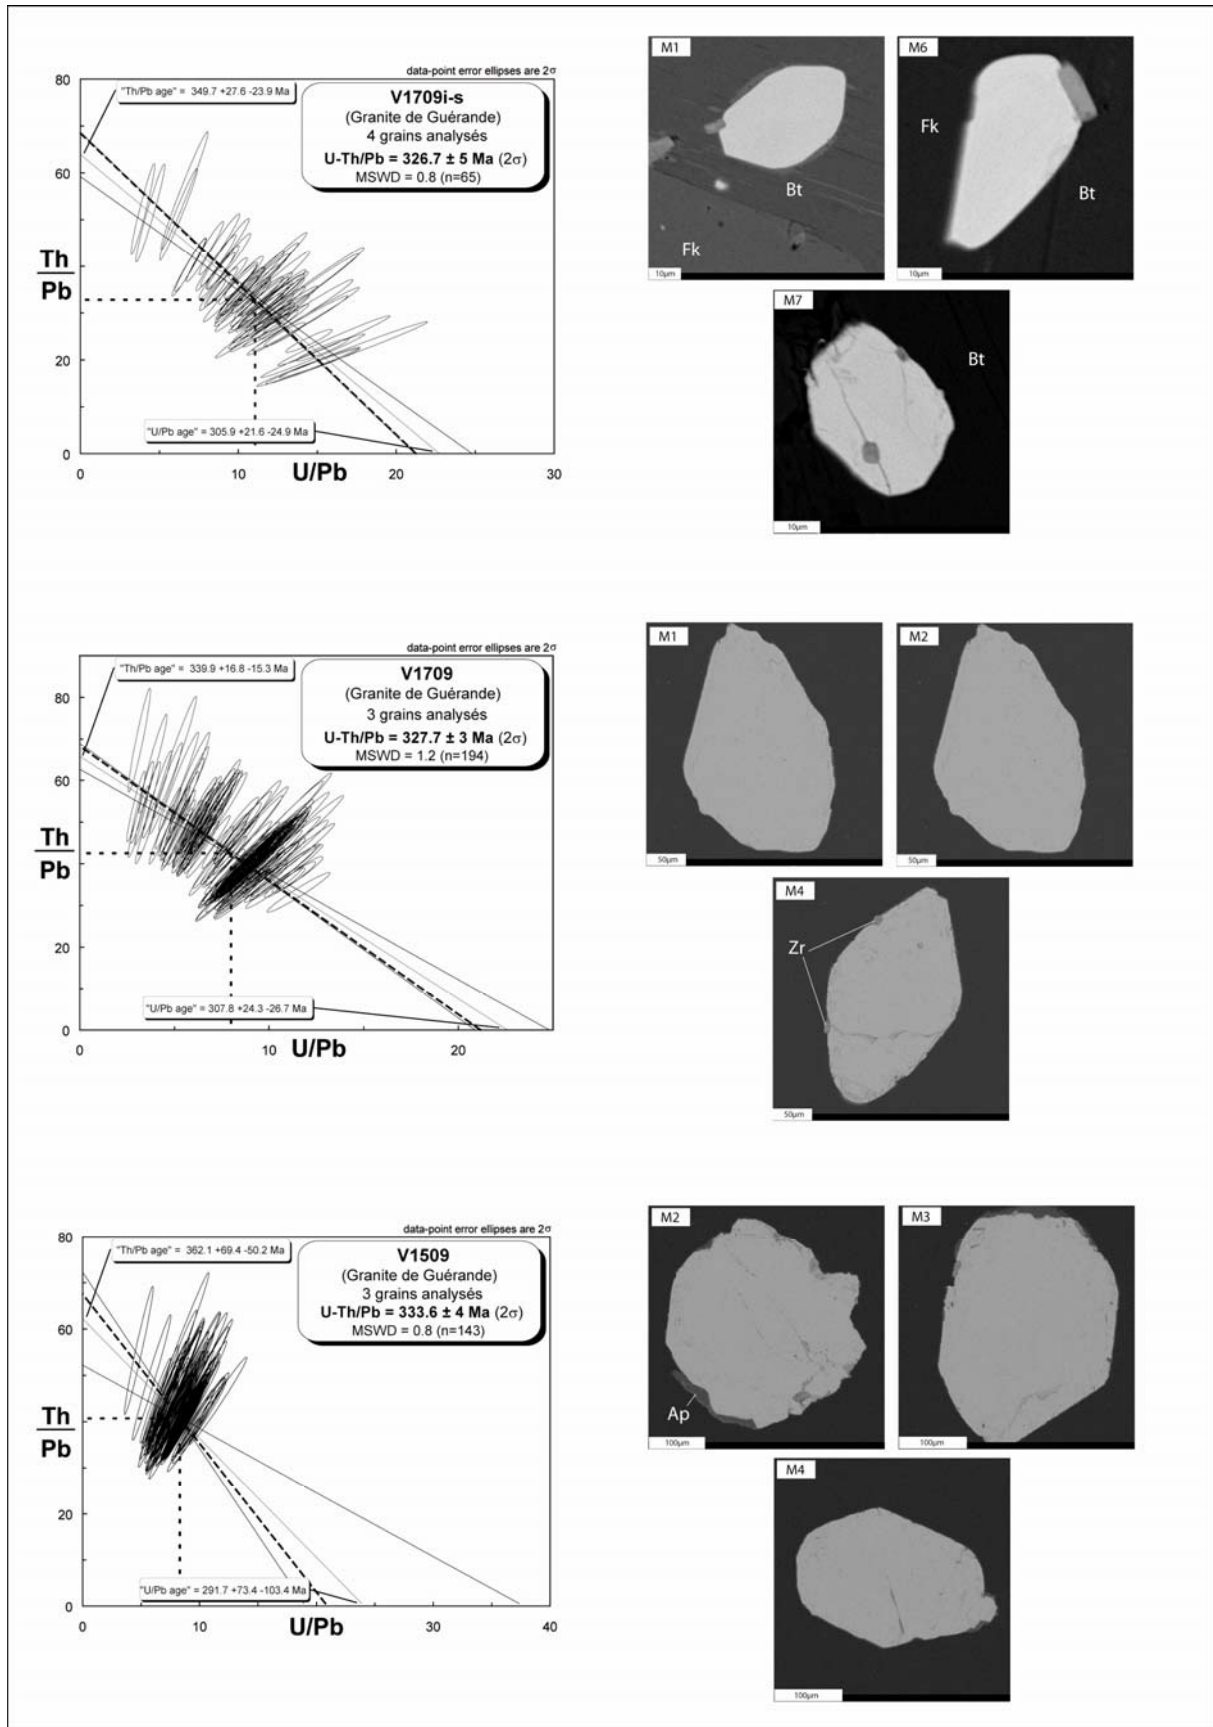 data-point error ellipses are 2σ
80
60
40
20
0
0
10
20
30
Th
Pb
U/Pb
"Th/Pb age" = 349.7 +27.6 -23.9 Ma
V1709i-s
(Granite de Guérande)
4 grains analysés
U-Th/Pb = 326.7 ± 5 Ma (2σ)
MSWD = 0.8 (n=65)
"U/Pb age" = 305.9 +21.6 -24.9 Ma
M1
Bt
Fk
10µm
M6
Fk
Bt
10µm
M7
Bt
10µm
data-point error ellipses are 2σ
80
60
40
20
0
0
10
20
Th
Pb
U/Pb
"Th/Pb age" = 339.9 +16.8 -15.3 Ma
V1709
(Granite de Guérande)
3 grains analysés
U-Th/Pb = 327.7 ± 3 Ma (2σ)
MSWD = 1.2 (n=194)
"U/Pb age" = 307.8 +24.3 -26.7 Ma
M1
50µm
M2
50µm
M4
Zr
50µm
data-point error ellipses are 2σ
80
60
40
20
0
0
10
20
30
40
Th
Pb
U/Pb
"Th/Pb age" = 362.1 +69.4 -50.2 Ma
V1509
(Granite de Guérande)
3 grains analysés
U-Th/Pb = 333.6 ± 4 Ma (2σ)
MSWD = 0.8 (n=143)
"U/Pb age" = 291.7 +73.4 -103.4 Ma
M2
Ap
100µm
M3
100µm
M4
100µm